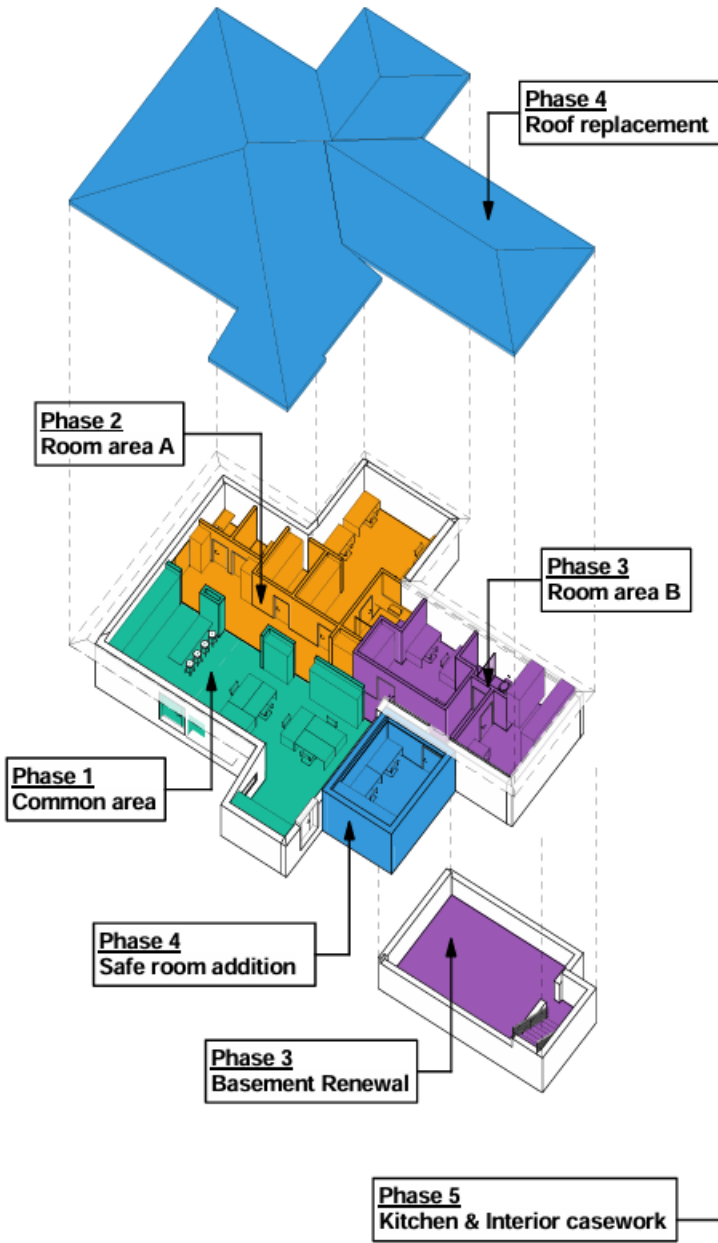 Phase 4
Roof replacement
Phase 2
Room area A
Phase 3
Room area B
Phase 1
Common area
Phase 4
Safe room addition
Phase 3
Basement Renewal
Phase 5
Kitchen & Interior casework